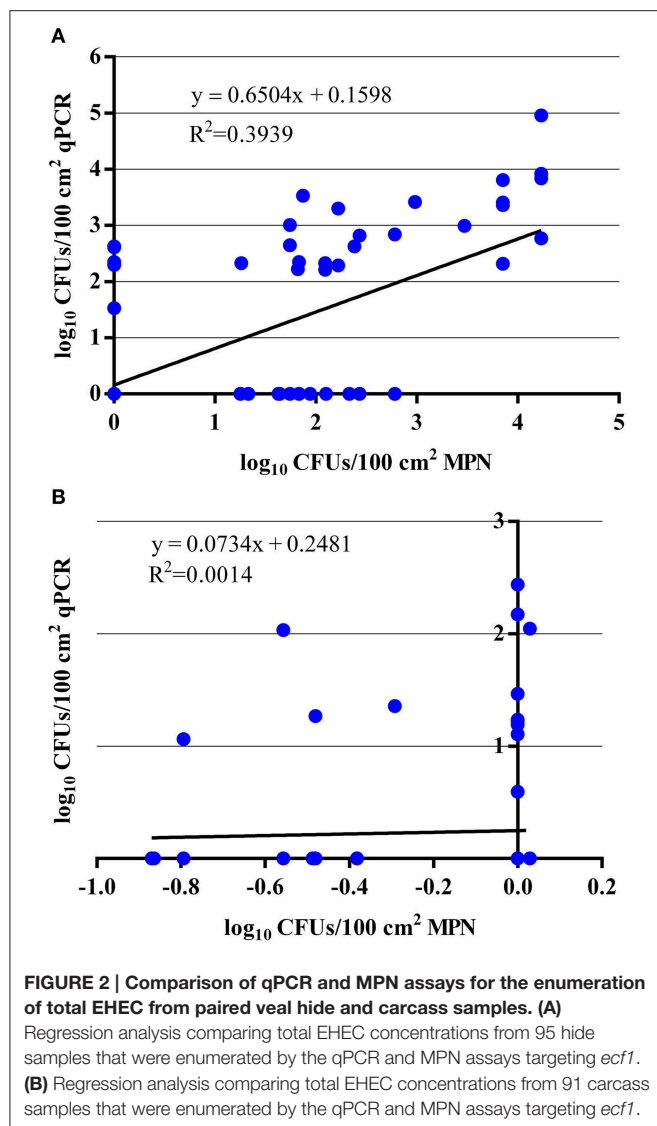 A
6
5
4
3
2
1
0
y = 0.6504x + 0.1598
R²=0.3939
log₁₀ CFUs/100 cm² qPCR
0 1 2 3 4 5
log₁₀ CFUs/100 cm² MPN
B
3
2
1
y = 0.0734x + 0.2481
R²=0.0014
log₁₀ CFUs/100 cm² qPCR
-1.0 -0.8 -0.6 -0.4 -0.2 0.0 0.2
log₁₀ CFUs/100 cm² MPN
FIGURE 2 | Comparison of qPCR and MPN assays for the enumeration
of total EHEC from paired veal hide and carcass samples. (A)
Regression analysis comparing total EHEC concentrations from 95 hide
samples that were enumerated by the qPCR and MPN assays targeting ecf1.
(B) Regression analysis comparing total EHEC concentrations from 91 carcass
samples that were enumerated by the qPCR and MPN assays targeting ecf1.